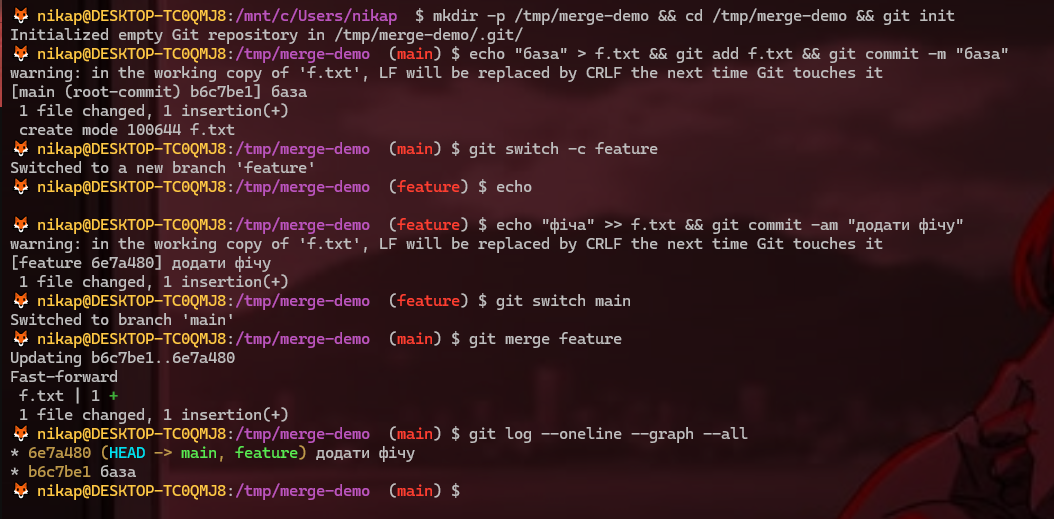 🦊 nikap@DESKTOP-TC0QMJ8:/mnt/c/Users/nikap $ mkdir -p /tmp/merge-demo && cd /tmp/merge-demo && git init
Initialized empty Git repository in /tmp/merge-demo/.git/
🦊 nikap@DESKTOP-TC0QMJ8:/tmp/merge-demo (main) $ echo "база" > f.txt && git add f.txt && git commit -m "база"
warning: in the working copy of 'f.txt', LF will be replaced by CRLF the next time Git touches it
[main (root-commit) b6c7be1] база
 1 file changed, 1 insertion(+)
 create mode 100644 f.txt
🦊 nikap@DESKTOP-TC0QMJ8:/tmp/merge-demo (main) $ git switch -c feature
Switched to a new branch 'feature'
🦊 nikap@DESKTOP-TC0QMJ8:/tmp/merge-demo (feature) $ echo
🦊 nikap@DESKTOP-TC0QMJ8:/tmp/merge-demo (feature) $ echo "фіча" >> f.txt && git commit -am "додати фічу"
warning: in the working copy of 'f.txt', LF will be replaced by CRLF the next time Git touches it
[feature 6e7a480] додати фічу
 1 file changed, 1 insertion(+)
🦊 nikap@DESKTOP-TC0QMJ8:/tmp/merge-demo (feature) $ git switch main
Switched to branch 'main'
🦊 nikap@DESKTOP-TC0QMJ8:/tmp/merge-demo (main) $ git merge feature
Updating b6c7be1..6e7a480
Fast-forward
 f.txt | 1 +
 1 file changed, 1 insertion(+)
🦊 nikap@DESKTOP-TC0QMJ8:/tmp/merge-demo (main) $ git log --oneline --graph --all
* 6e7a480 (HEAD -> main, feature) додати фічу
* b6c7be1 база
🦊 nikap@DESKTOP-TC0QMJ8:/tmp/merge-demo (main) $